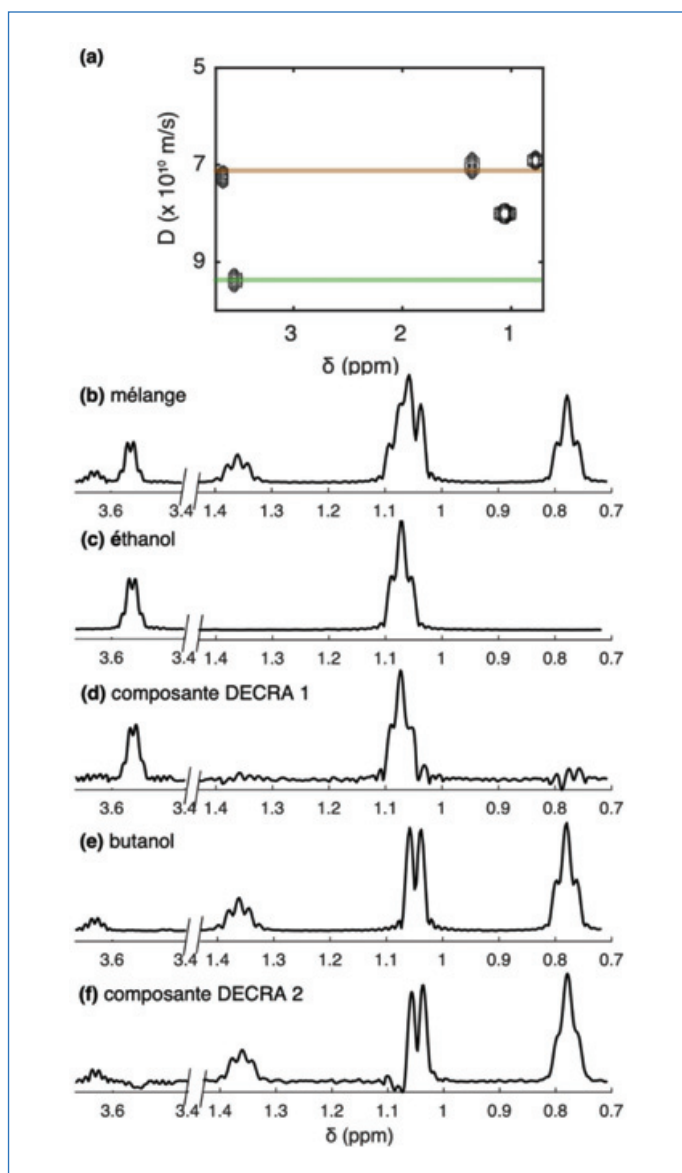 (a)
5
7
9
D (x 10¹⁰ m/s)
3 2 1
δ (ppm)
(b) mélange
3.6 3.4 1.4 1.3 1.2 1.1 1 0.9 0.8 0.7
(c) éthanol
3.6 3.4 1.4 1.3 1.2 1.1 1 0.9 0.8 0.7
(d) composante DECRA 1
3.6 3.4 1.4 1.3 1.2 1.1 1 0.9 0.8 0.7
(e) butanol
3.6 3.4 1.4 1.3 1.2 1.1 1 0.9 0.8 0.7
(f) composante DECRA 2
3.6 3.4 1.4 1.3 1.2 1.1 1 0.9 0.8 0.7
δ (ppm)